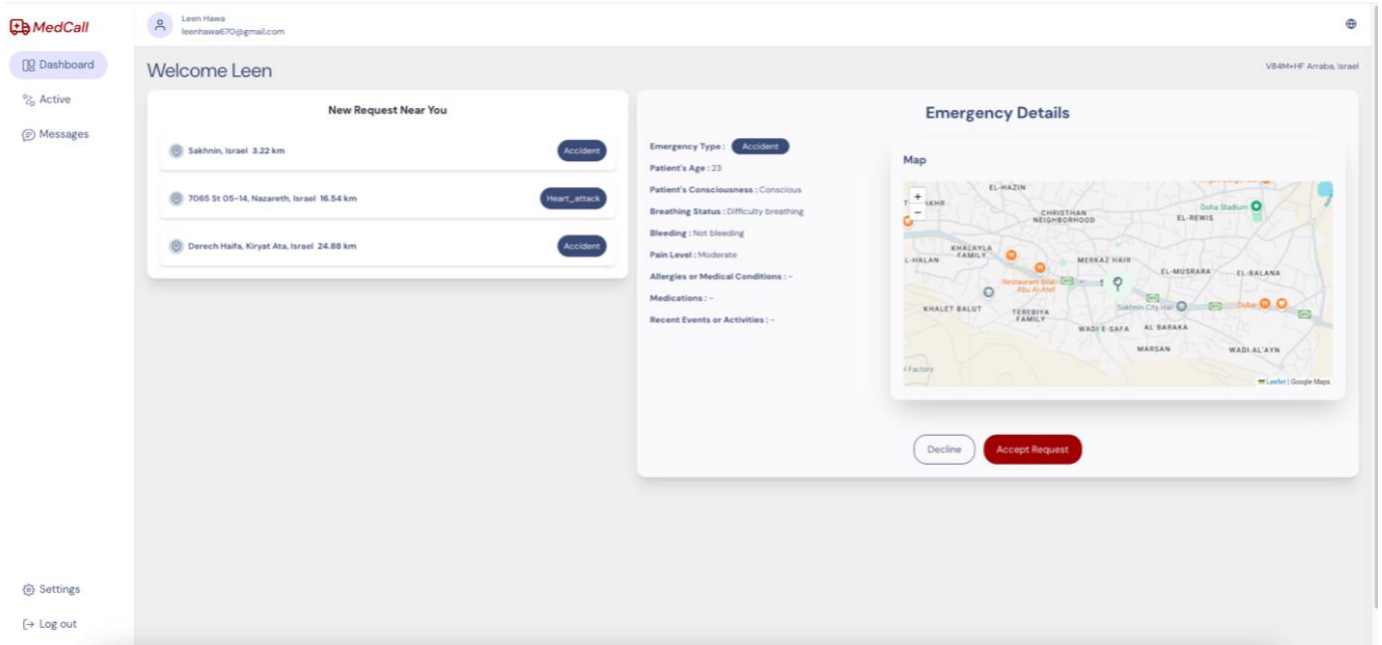 MedCall
Leen Hawa
leenhawa670@gmail.com
Dashboard
Active
Messages
Settings
Log out
Welcome Leen
V84M+HF Arraba, Israel
New Request Near You
Sakhnin, Israel 3.22 km
Accident
7065 St 05-14, Nazareth, Israel 16.54 km
Heart_attack
Derech Haifa, Kiryat Ata, Israel 24.88 km
Accident
Emergency Details
Emergency Type : Accident
Patient's Age : 23
Patient's Consciousness : Conscious
Breathing Status : Difficulty breathing
Bleeding : Not bleeding
Pain Level : Moderate
Allergies or Medical Conditions : -
Medications : -
Recent Events or Activities : -
Map
+
−
EL-HAZIN
CHRISTHAN
NEIGHBORHOOD
Doha Stadium
EL-REWIS
KHALAYLA
FAMILY
L-HALAN
MERKAZ HAIR
EL-MUSRARA
EL-BALANA
Restaurant Bilal
Abu Al-Atef
KHALET BALUT
TEREBIYA
FAMILY
Sakhnin City Hall
WADI E-SAFA
AL BARAKA
MARSAN
WADI AL'AYN
Factory
Leaflet | Google Maps
Decline
Accept Request